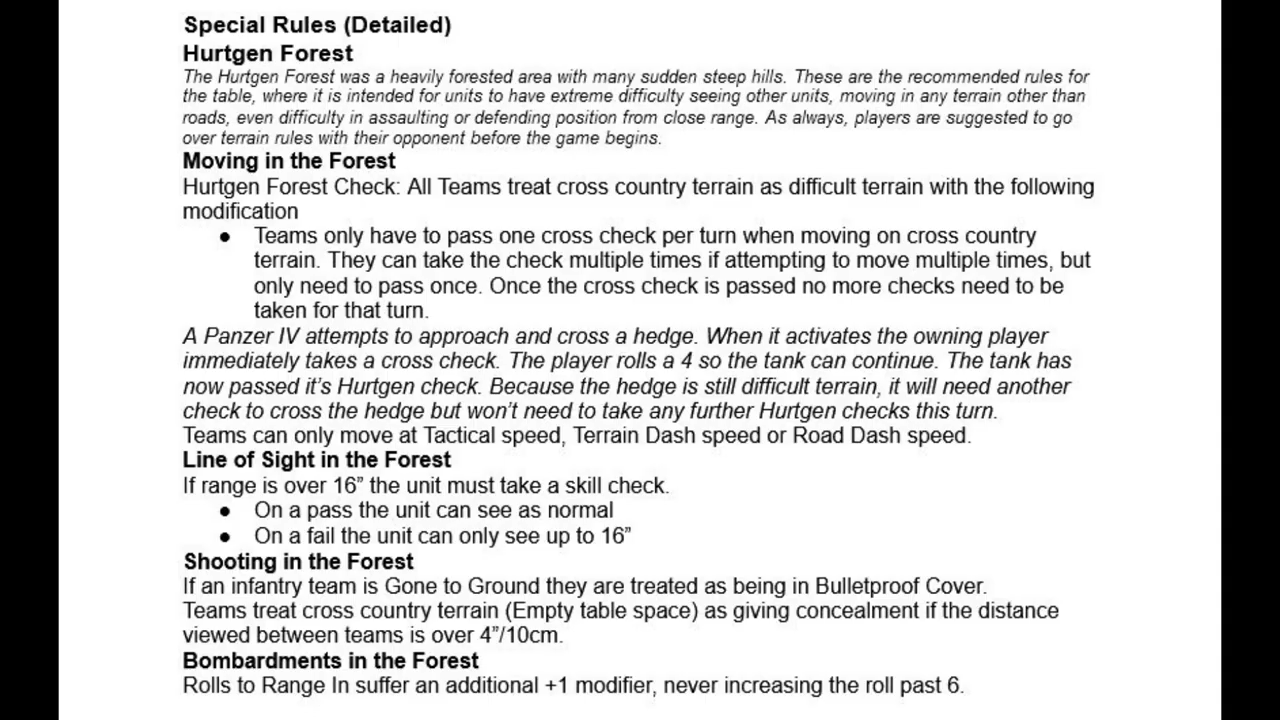 Special Rules (Detailed)
Hurtgen Forest
The Hurtgen Forest was a heavily forested area with many sudden steep hills. These are the recommended rules for
the table, where it is intended for units to have extreme difficulty seeing other units, moving in any terrain other than
roads, even difficulty in assaulting or defending position from close range. As always, players are suggested to go
over terrain rules with their opponent before the game begins.
Moving in the Forest
Hurtgen Forest Check: All Teams treat cross country terrain as difficult terrain with the following
modification
● Teams only have to pass one cross check per turn when moving on cross country
terrain. They can take the check multiple times if attempting to move multiple times, but
only need to pass once. Once the cross check is passed no more checks need to be
taken for that turn.
A Panzer IV attempts to approach and cross a hedge. When it activates the owning player
immediately takes a cross check. The player rolls a 4 so the tank can continue. The tank has
now passed it's Hurtgen check. Because the hedge is still difficult terrain, it will need another
check to cross the hedge but won't need to take any further Hurtgen checks this turn.
Teams can only move at Tactical speed, Terrain Dash speed or Road Dash speed.
Line of Sight in the Forest
If range is over 16” the unit must take a skill check.
● On a pass the unit can see as normal
● On a fail the unit can only see up to 16”
Shooting in the Forest
If an infantry team is Gone to Ground they are treated as being in Bulletproof Cover.
Teams treat cross country terrain (Empty table space) as giving concealment if the distance
viewed between teams is over 4”/10cm.
Bombardments in the Forest
Rolls to Range In suffer an additional +1 modifier, never increasing the roll past 6.